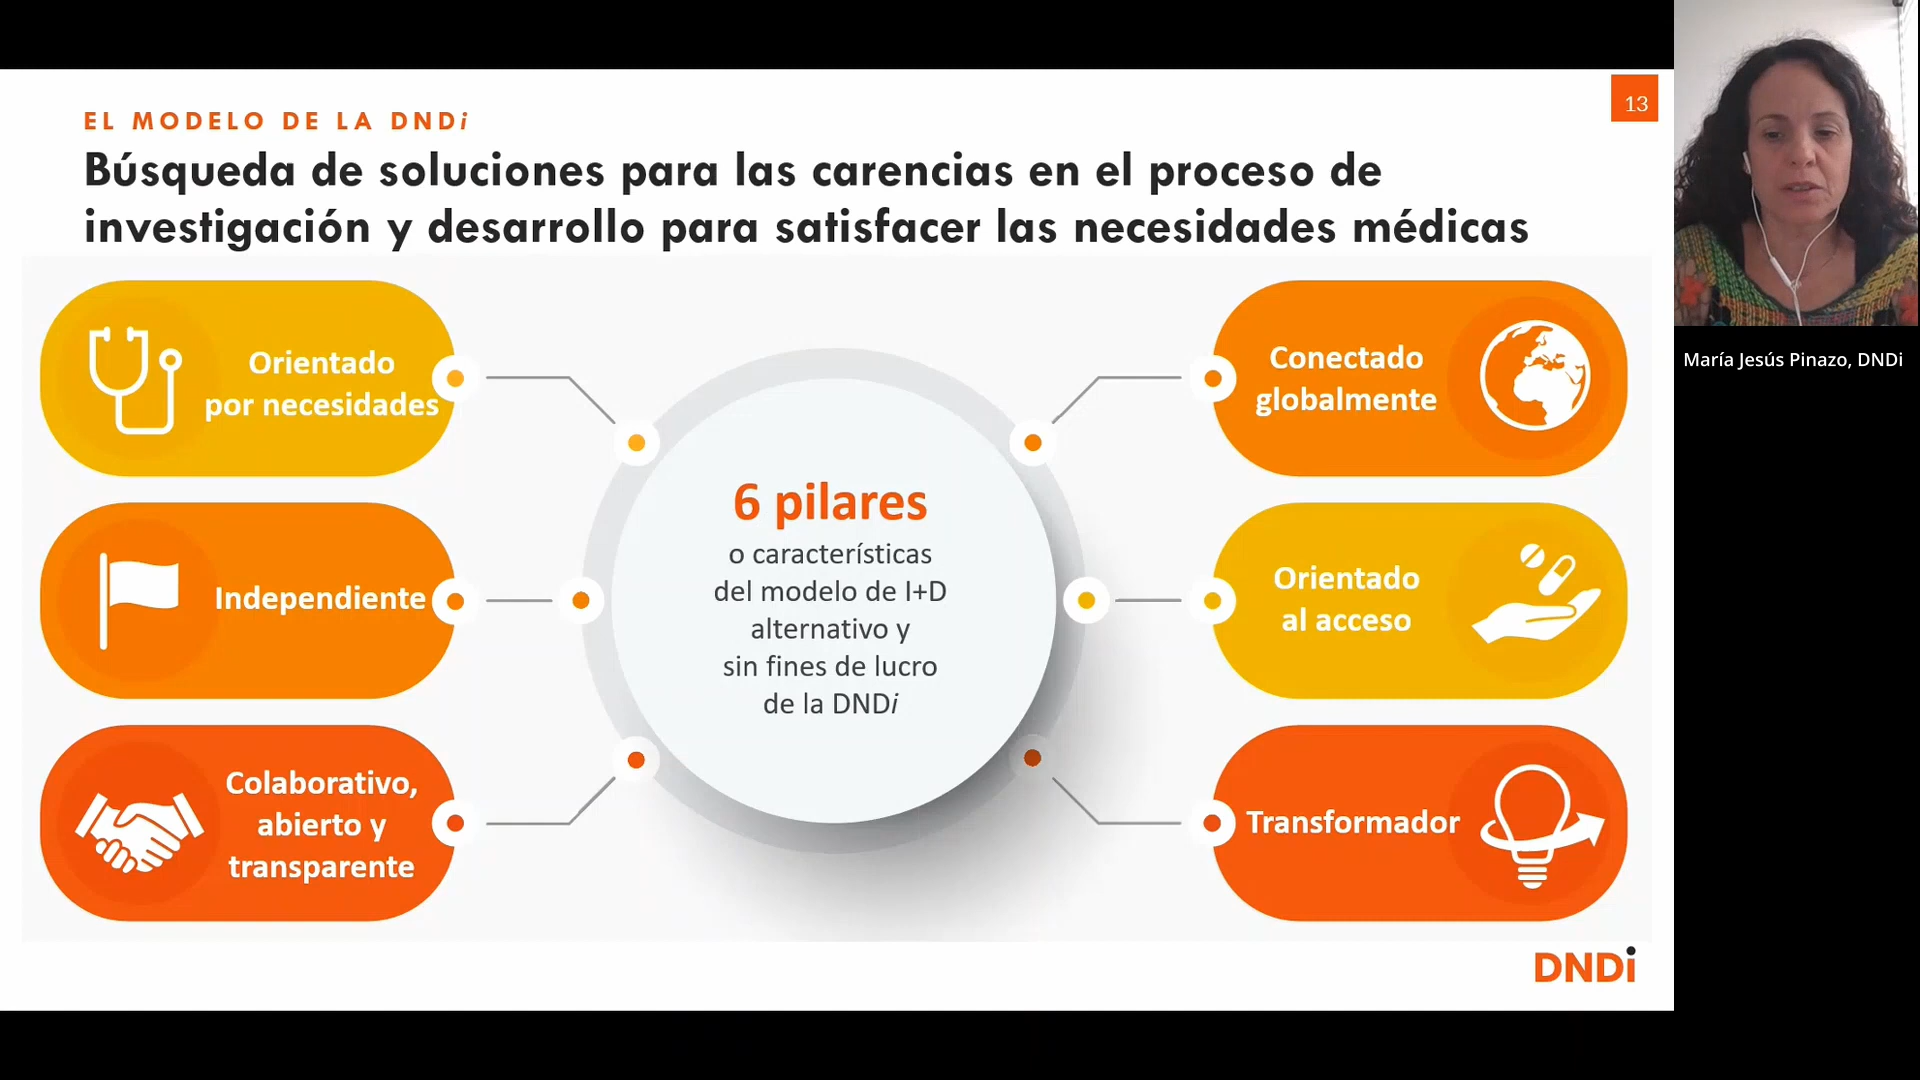 EL MODELO DE LA DNDi
13
Búsqueda de soluciones para las carencias en el proceso de
investigación y desarrollo para satisfacer las necesidades médicas
Orientado
por necesidades
Independiente
Colaborativo,
abierto y
transparente
6 pilares
o características
del modelo de I+D
alternativo y
sin fines de lucro
de la DNDi
Conectado
globalmente
Orientado
al acceso
Transformador
DNDi
María Jesús Pinazo, DNDi